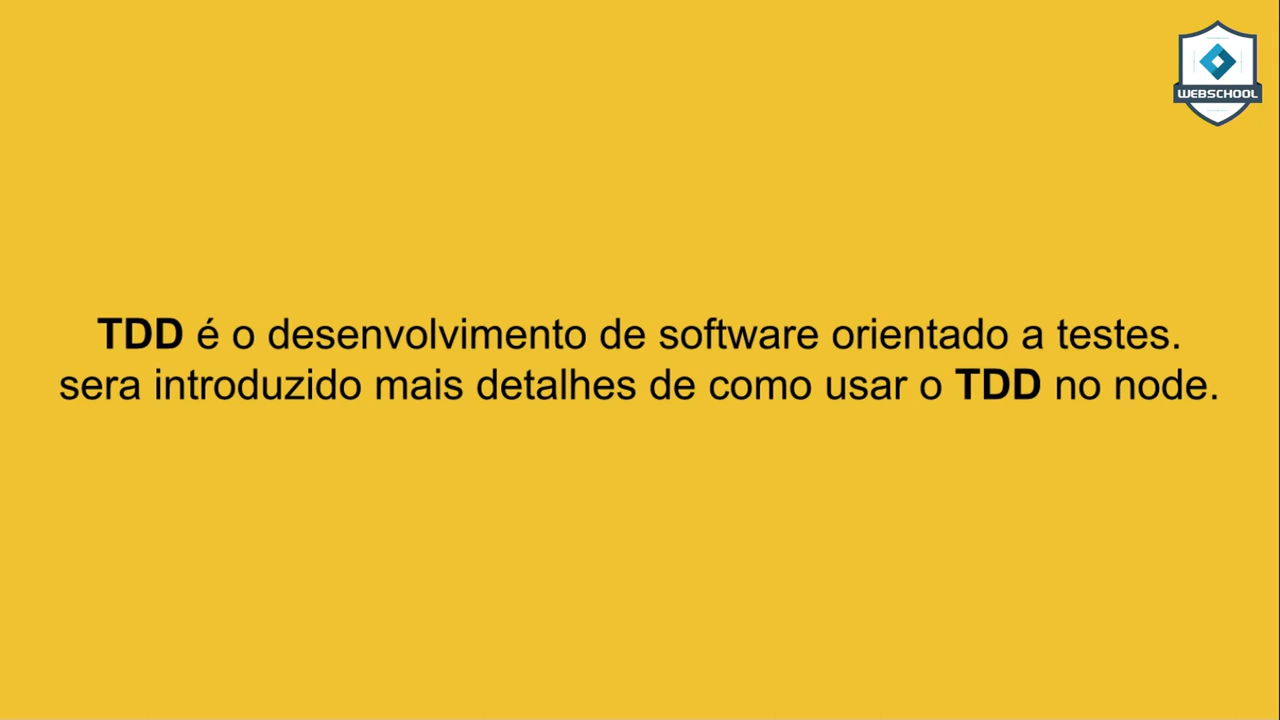 WEBSCHOOL
TDD é o desenvolvimento de software orientado a testes.
sera introduzido mais detalhes de como usar o TDD no node.